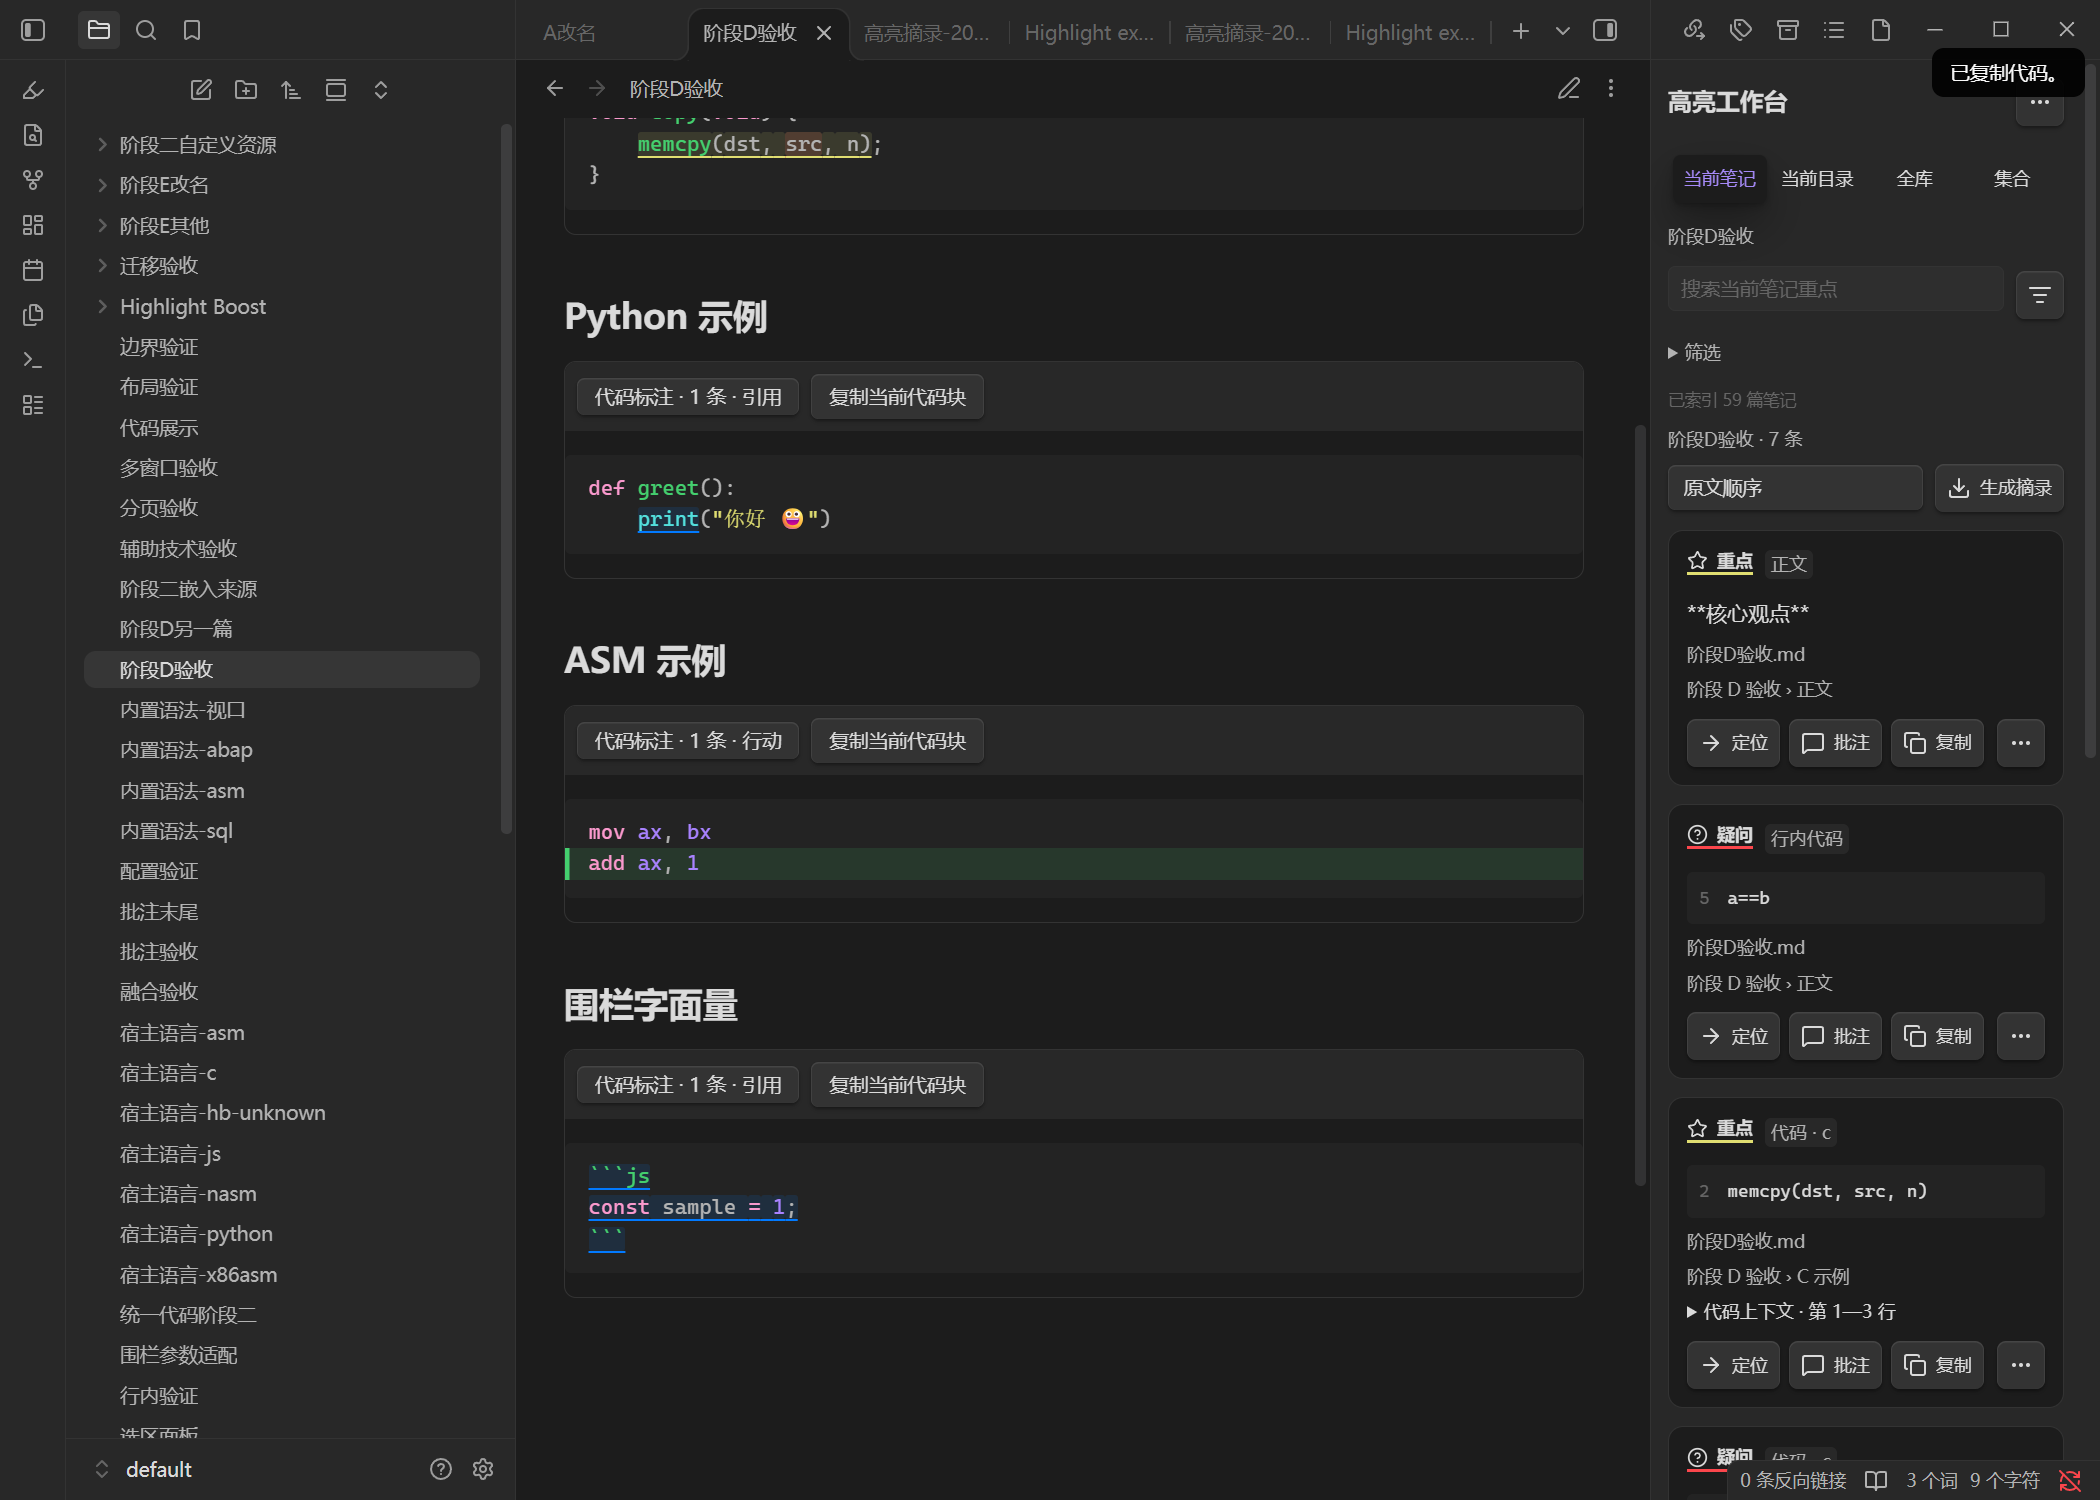 A改名
阶段D验收
高亮摘录-20...
Highlight ex...
高亮摘录-20...
Highlight ex...
已复制代码。
阶段二自定义资源
阶段E改名
阶段E其他
迁移验收
Highlight Boost
边界验证
布局验证
代码展示
多窗口验收
分页验收
辅助技术验收
阶段二嵌入来源
阶段D另一篇
阶段D验收
内置语法-视口
内置语法-abap
内置语法-asm
内置语法-sql
配置验证
批注末尾
批注验收
融合验收
宿主语言-asm
宿主语言-c
宿主语言-hb-unknown
宿主语言-js
宿主语言-nasm
宿主语言-python
宿主语言-x86asm
统一代码阶段二
围栏参数适配
行内验证
选区面板
default
阶段D验收
void copy(void) {
memcpy(dst, src, n);
}
Python 示例
代码标注 · 1 条 · 引用
复制当前代码块
def greet():
print("你好 😀")
ASM 示例
代码标注 · 1 条 · 行动
复制当前代码块
mov ax, bx
add ax, 1
围栏字面量
代码标注 · 1 条 · 引用
复制当前代码块
```js
const sample = 1;
```
高亮工作台
当前笔记
当前目录
全库
集合
阶段D验收
搜索当前笔记重点
筛选
已索引 59 篇笔记
阶段D验收 · 7 条
原文顺序
生成摘录
重点 正文
**核心观点**
阶段D验收.md
阶段 D 验收 › 正文
定位
批注
复制
疑问 行内代码
5 a==b
阶段D验收.md
阶段 D 验收 › 正文
定位
批注
复制
重点 代码 · c
2 memcpy(dst, src, n)
阶段D验收.md
阶段 D 验收 › C 示例
代码上下文 · 第 1—3 行
定位
批注
复制
疑问 代码 · c
0 条反向链接
3 个词
9 个字符